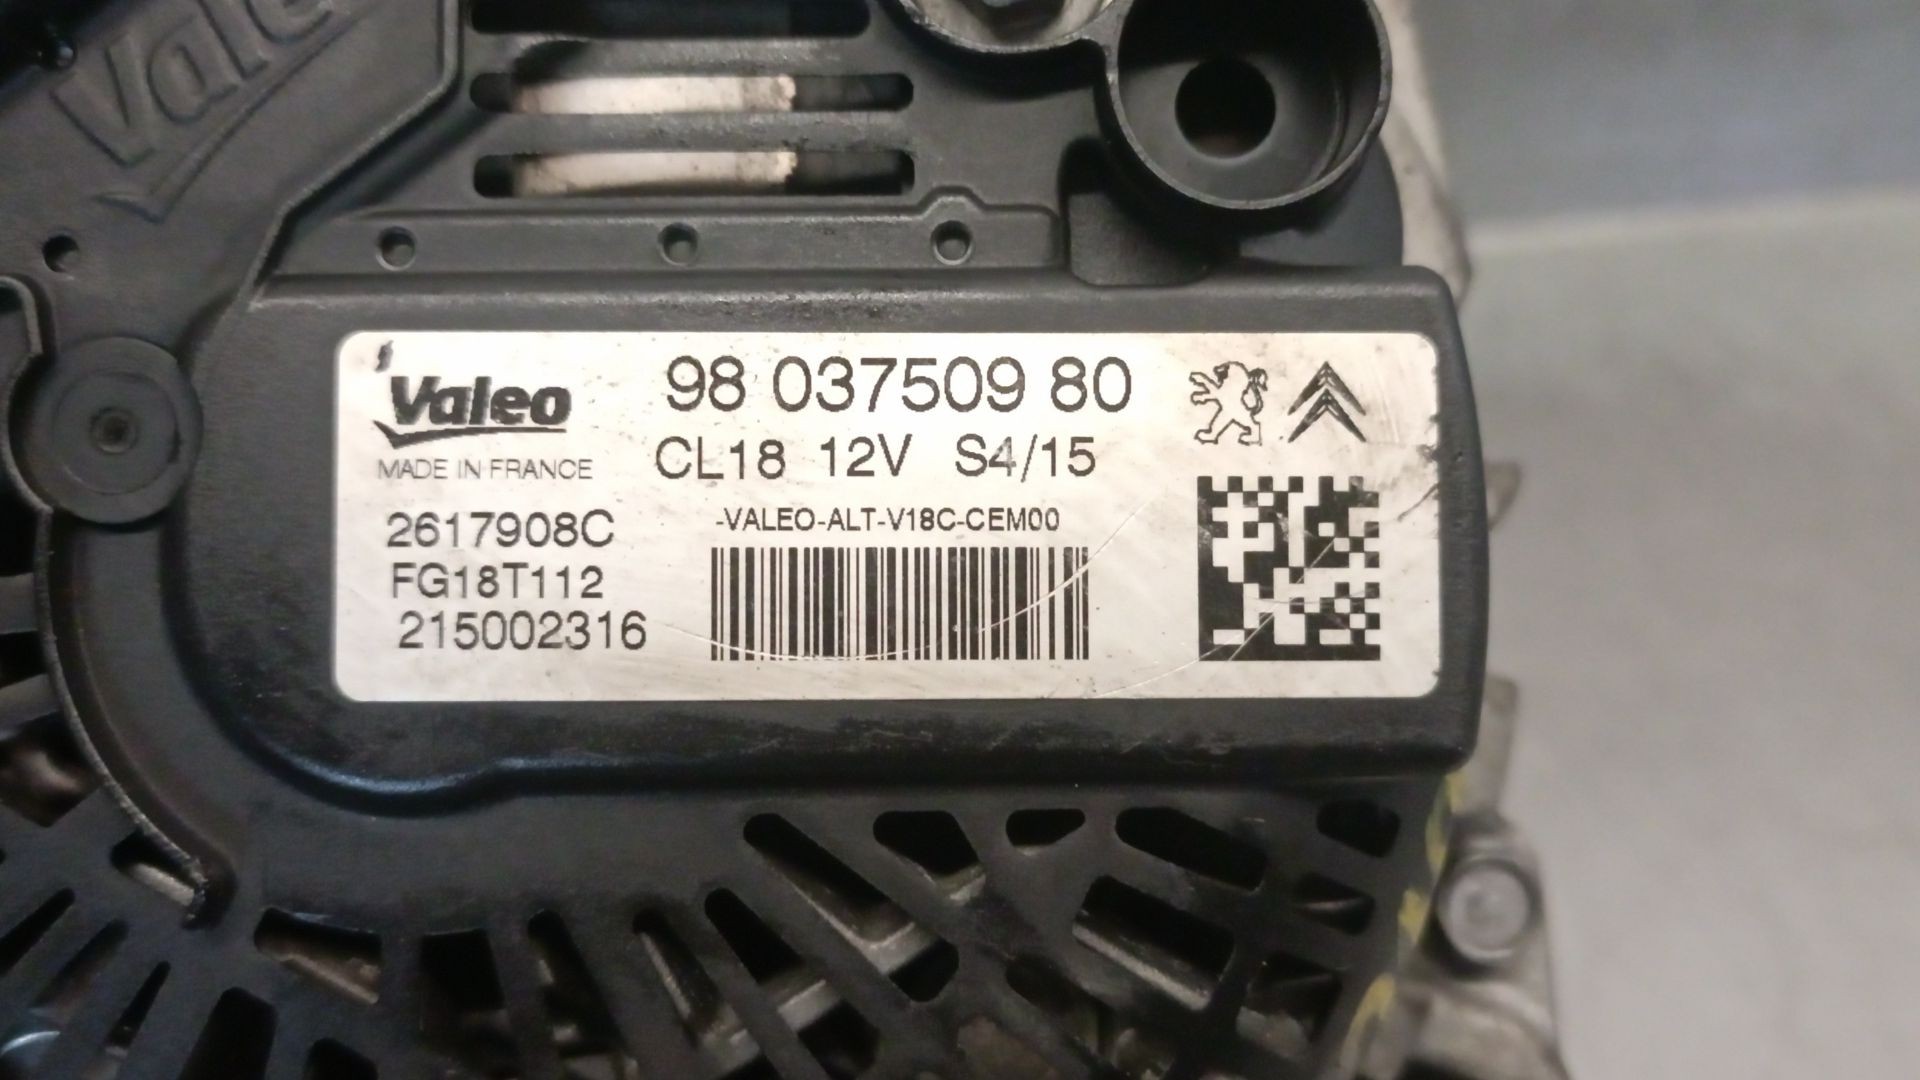 Valeo
Valeo
MADE IN FRANCE
98 037509 80
CL18 12V S4/15
2617908C
FG18T112
215002316
-VALEO-ALT-V18C-CEM00